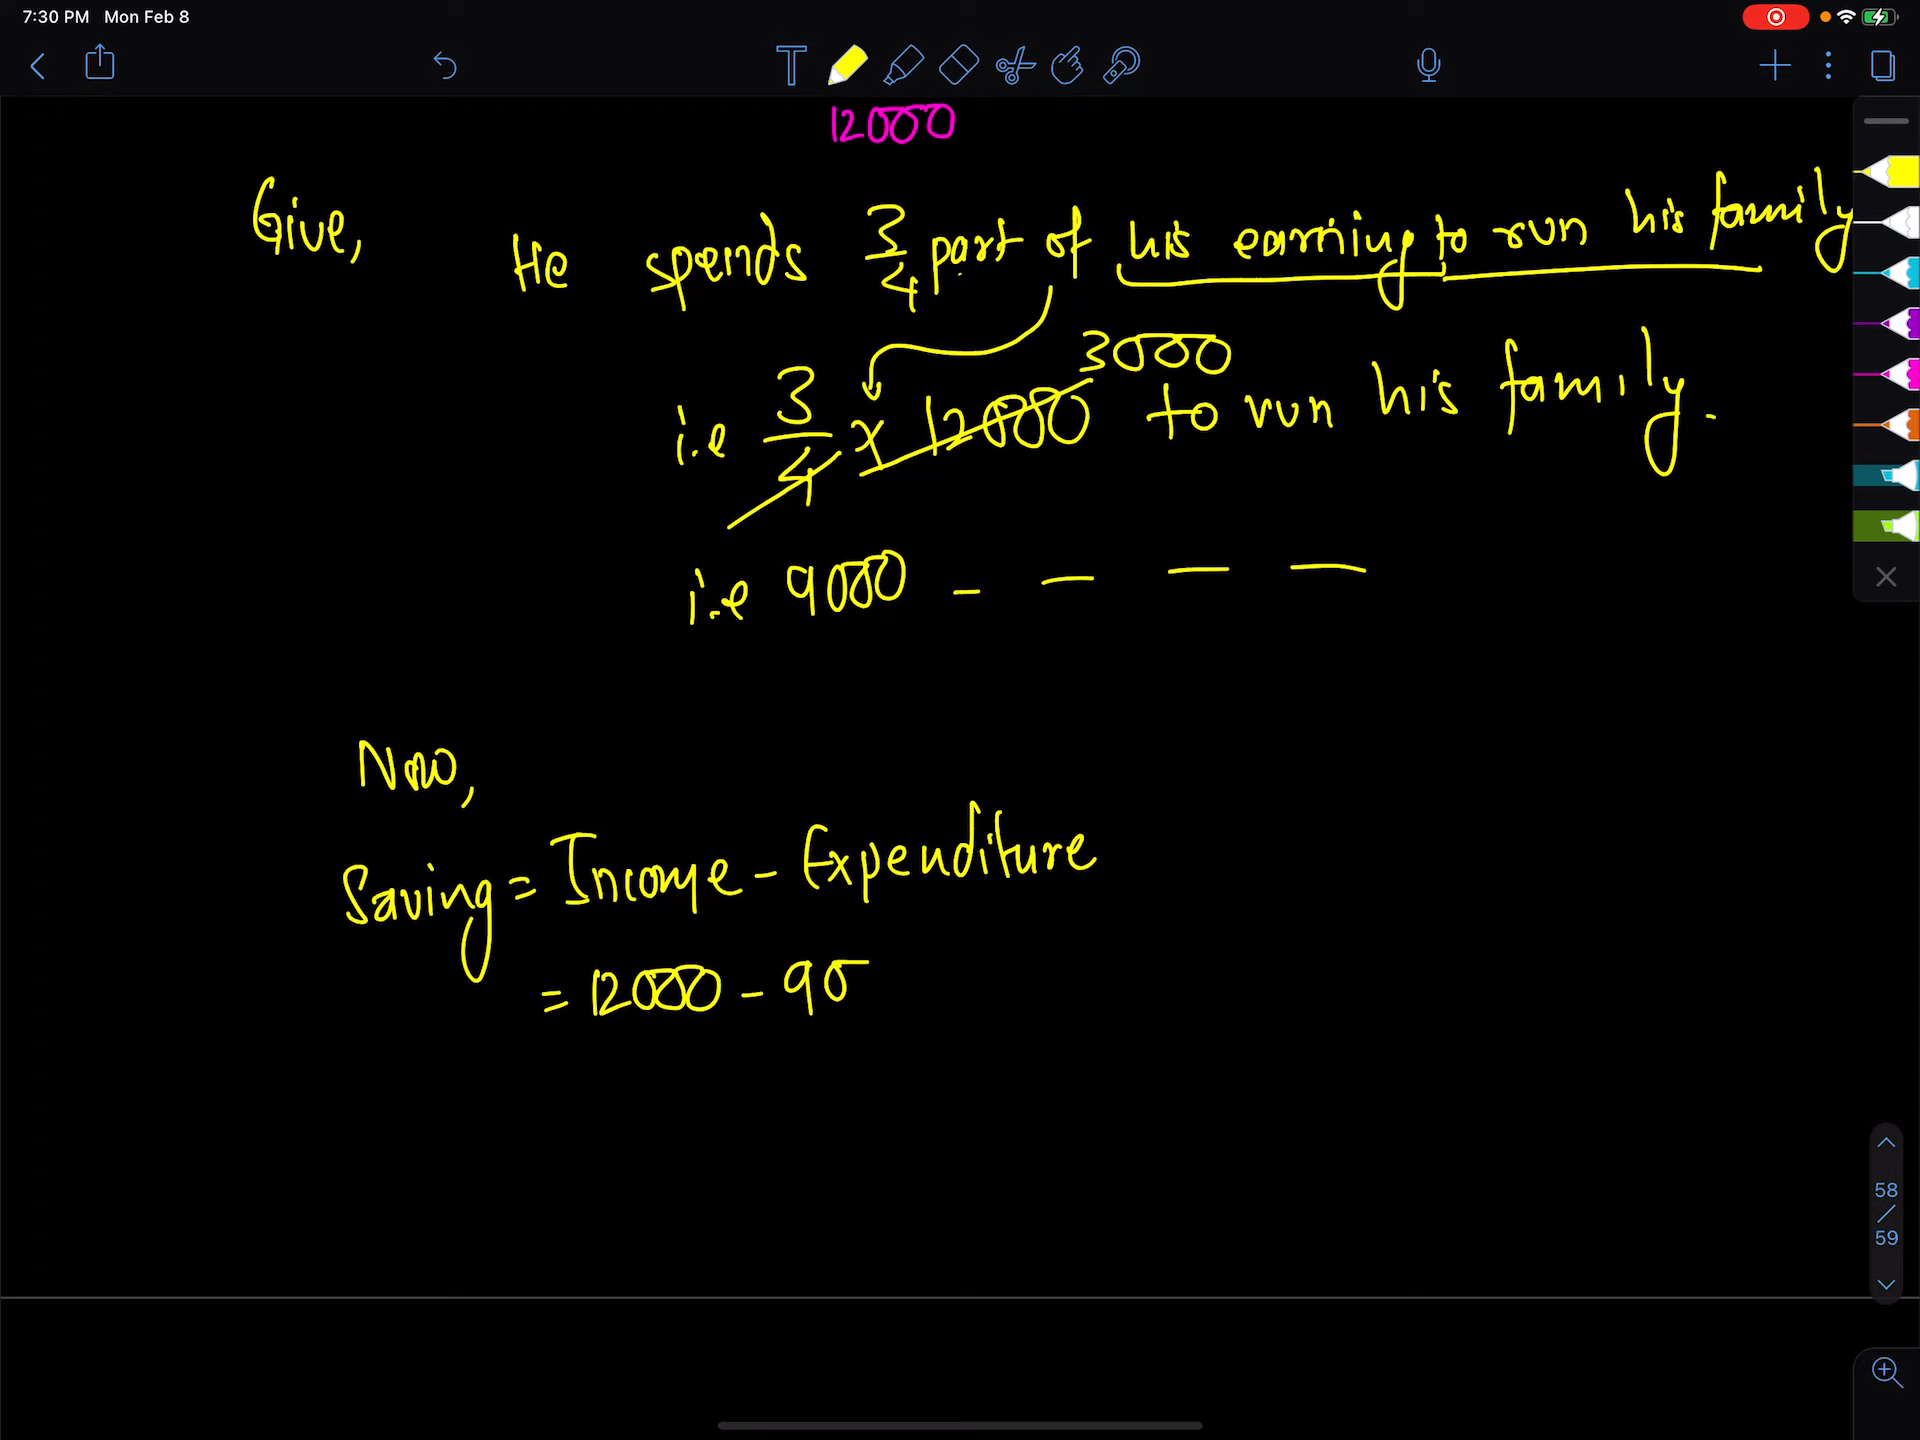 7:30 PM Mon Feb 8
12000
Give, He spends 3/4 part of his earning to run his family
3000
i.e 3/4 x 12000 to run his family.
i.e 9000 - - - -
Now,
Saving = Income - Expenditure
= 12000 - 90
58
/
59